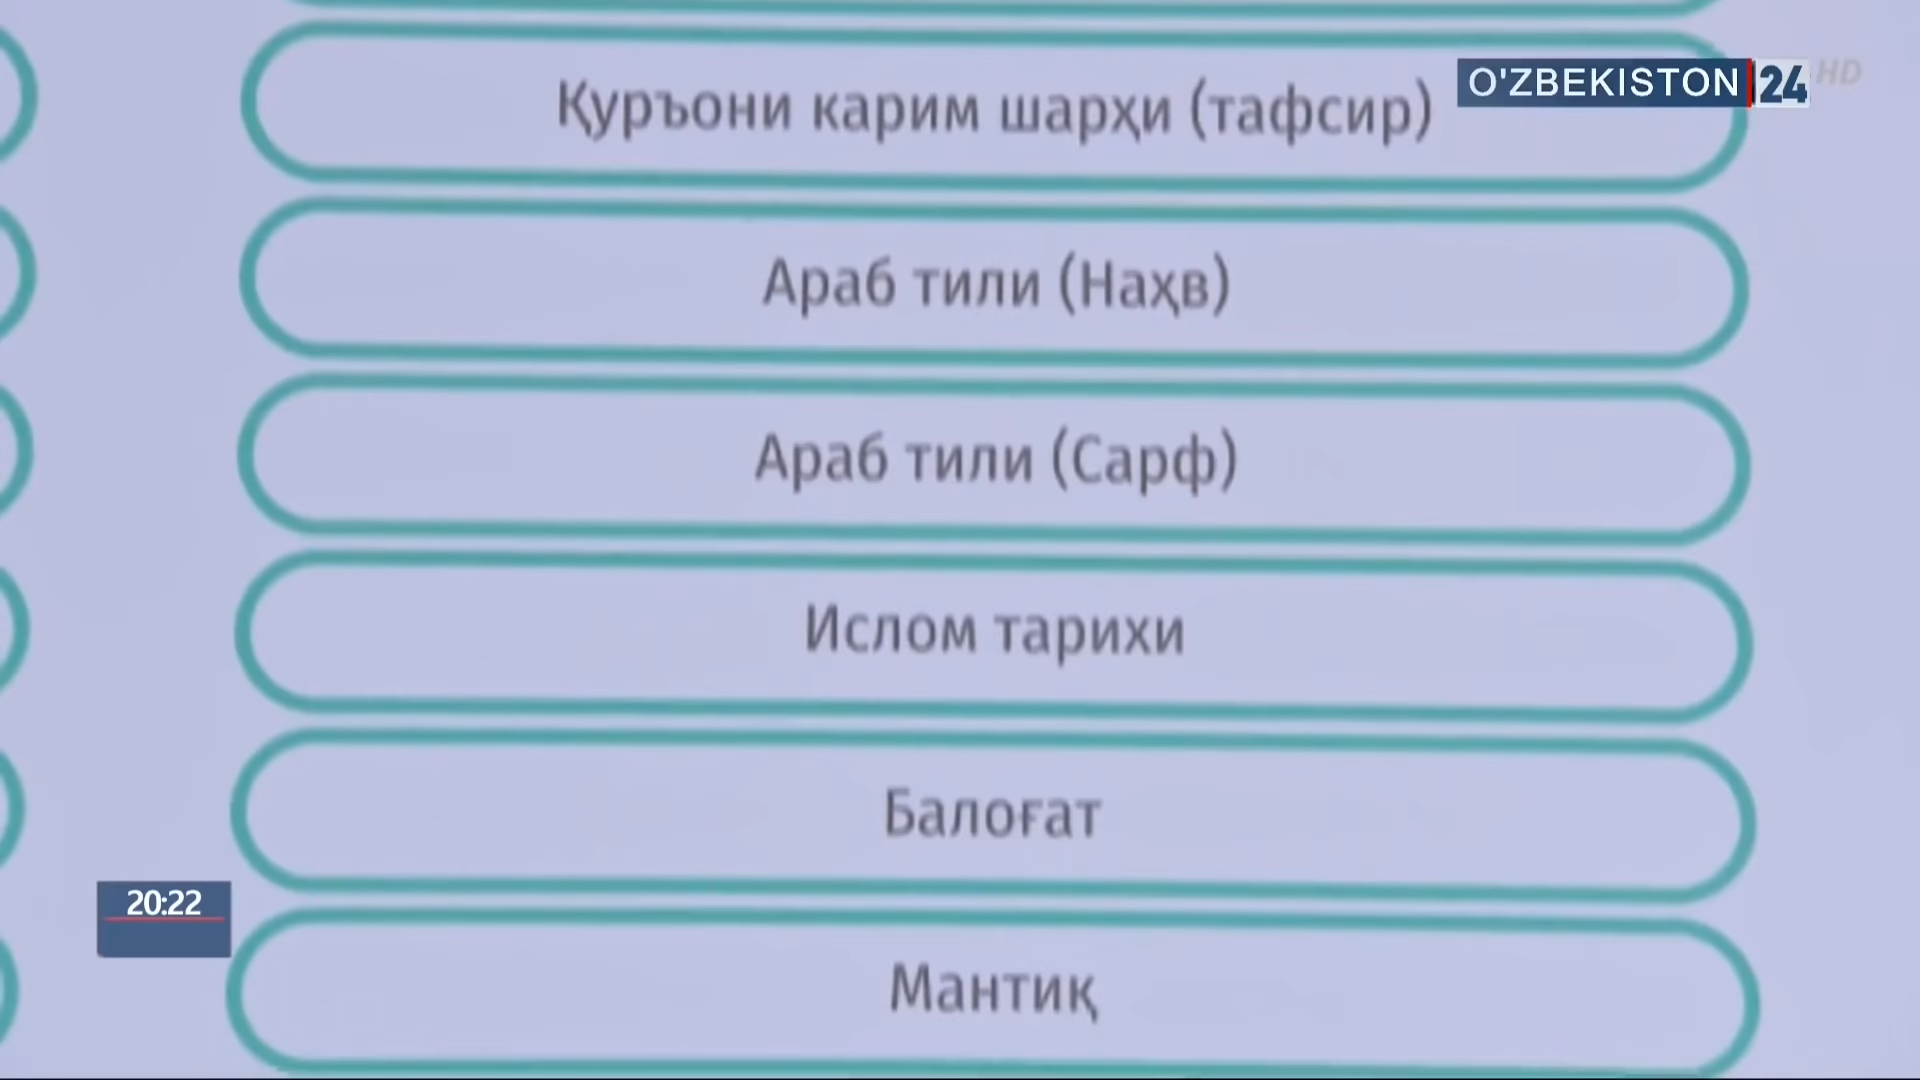 Қуръони карим шарҳи (тафсир)
O'ZBEKISTON 24 HD
Араб тили (Наҳв)
Араб тили (Сарф)
Ислом тарихи
Балоғат
20:22
Мантиқ